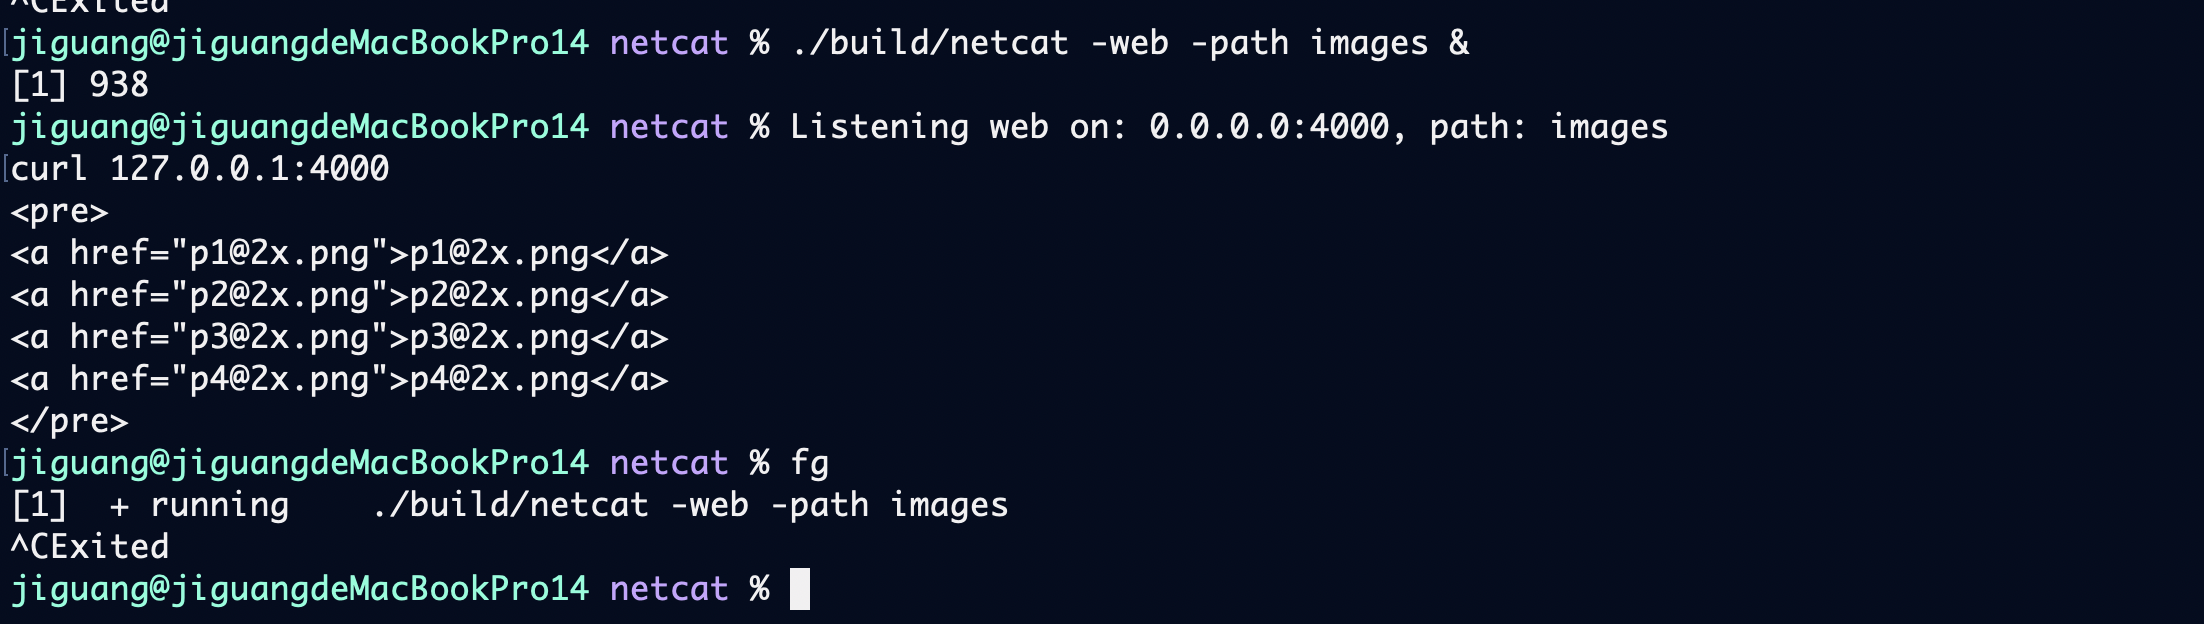 ^CExited
[jiguang@jiguangdeMacBookPro14 netcat % ./build/netcat -web -path images &
[1] 938
jiguang@jiguangdeMacBookPro14 netcat % Listening web on: 0.0.0.0:4000, path: images
[curl 127.0.0.1:4000
<pre>
<a href="p1@2x.png">p1@2x.png</a>
<a href="p2@2x.png">p2@2x.png</a>
<a href="p3@2x.png">p3@2x.png</a>
<a href="p4@2x.png">p4@2x.png</a>
</pre>
[jiguang@jiguangdeMacBookPro14 netcat % fg
[1]  + running    ./build/netcat -web -path images
^CExited
jiguang@jiguangdeMacBookPro14 netcat %